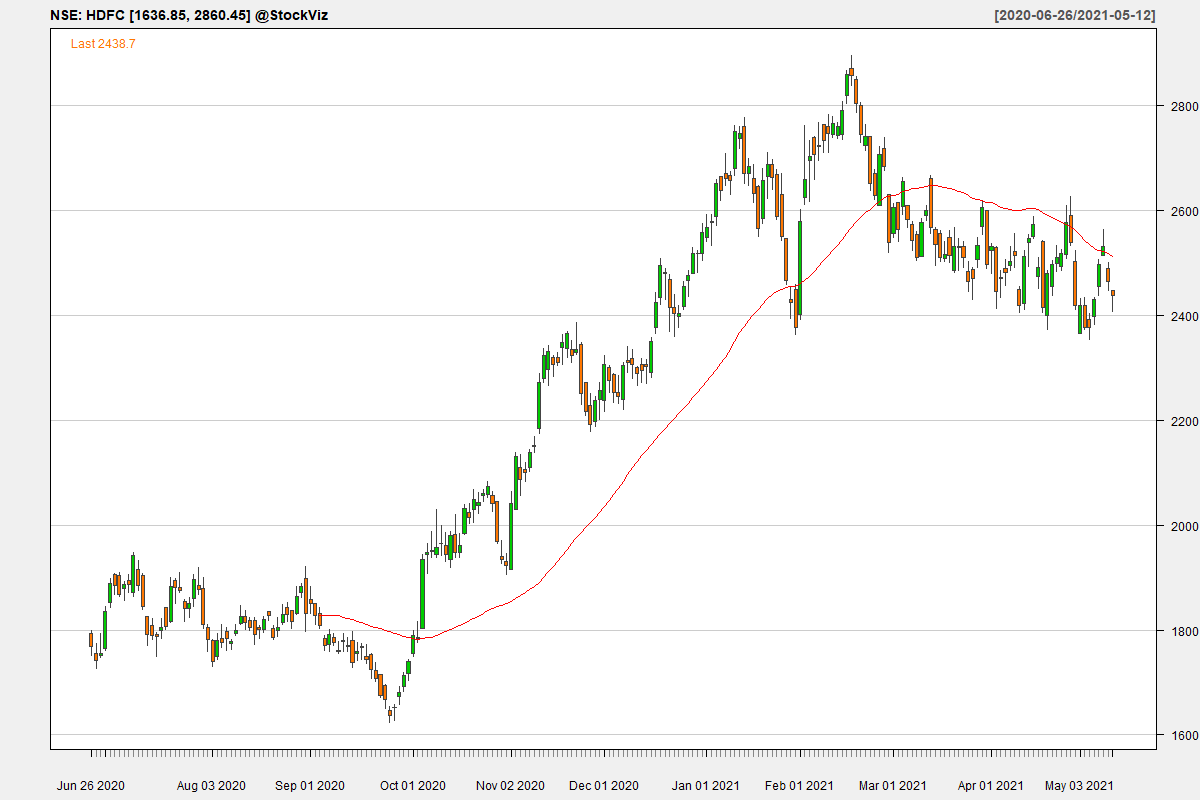 NSE: HDFC [1636.85, 2860.45] @StockViz [2020-06-26/2021-05-12]
Last 2438.7
2800
2600
2400
2200
2000
1800
1600
Jun 26 2020 Aug 03 2020 Sep 01 2020 Oct 01 2020 Nov 02 2020 Dec 01 2020 Jan 01 2021 Feb 01 2021 Mar 01 2021 Apr 01 2021 May 03 2021